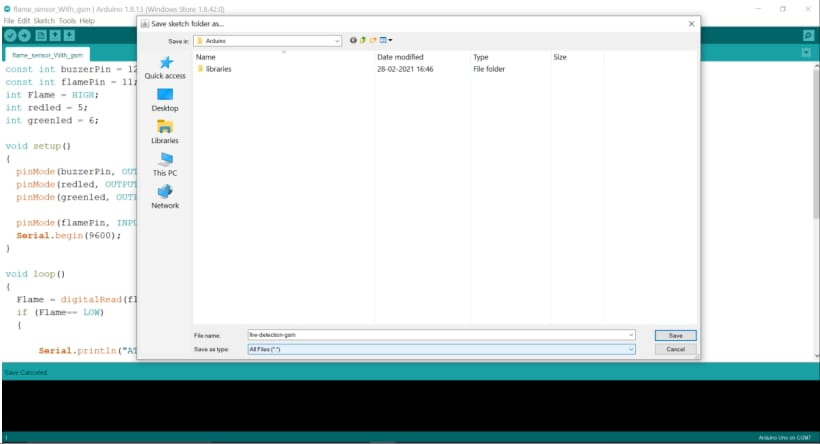 flame_sensor_With_gsm | Arduino 1.8.13 (Windows Store 1.8.42.0)
File Edit Sketch Tools Help
flame_sensor_With_gsm
const int buzzerPin = 12
const int flamePin = 11;
int Flame = HIGH;
int redled = 5;
int greenled = 6;
void setup()
{
pinMode(buzzerPin, OUT
pinMode(redled, OUTPUT
pinMode(greenled, OUTP
pinMode(flamePin, INPU
Serial.begin(9600);
}
void loop()
{
Flame = digitalRead(fl
if (Flame== LOW)
{
Serial.println("AT
Save sketch folder as...
Save in:
Arduino
Quick access
Desktop
Libraries
This PC
Network
Name Date modified Type Size
libraries 28-02-2021 16:46 File folder
File name: fire-detection-gsm Save
Save as type: All Files (*.*) Cancel
Save Canceled.
1
Arduino Uno on COM7